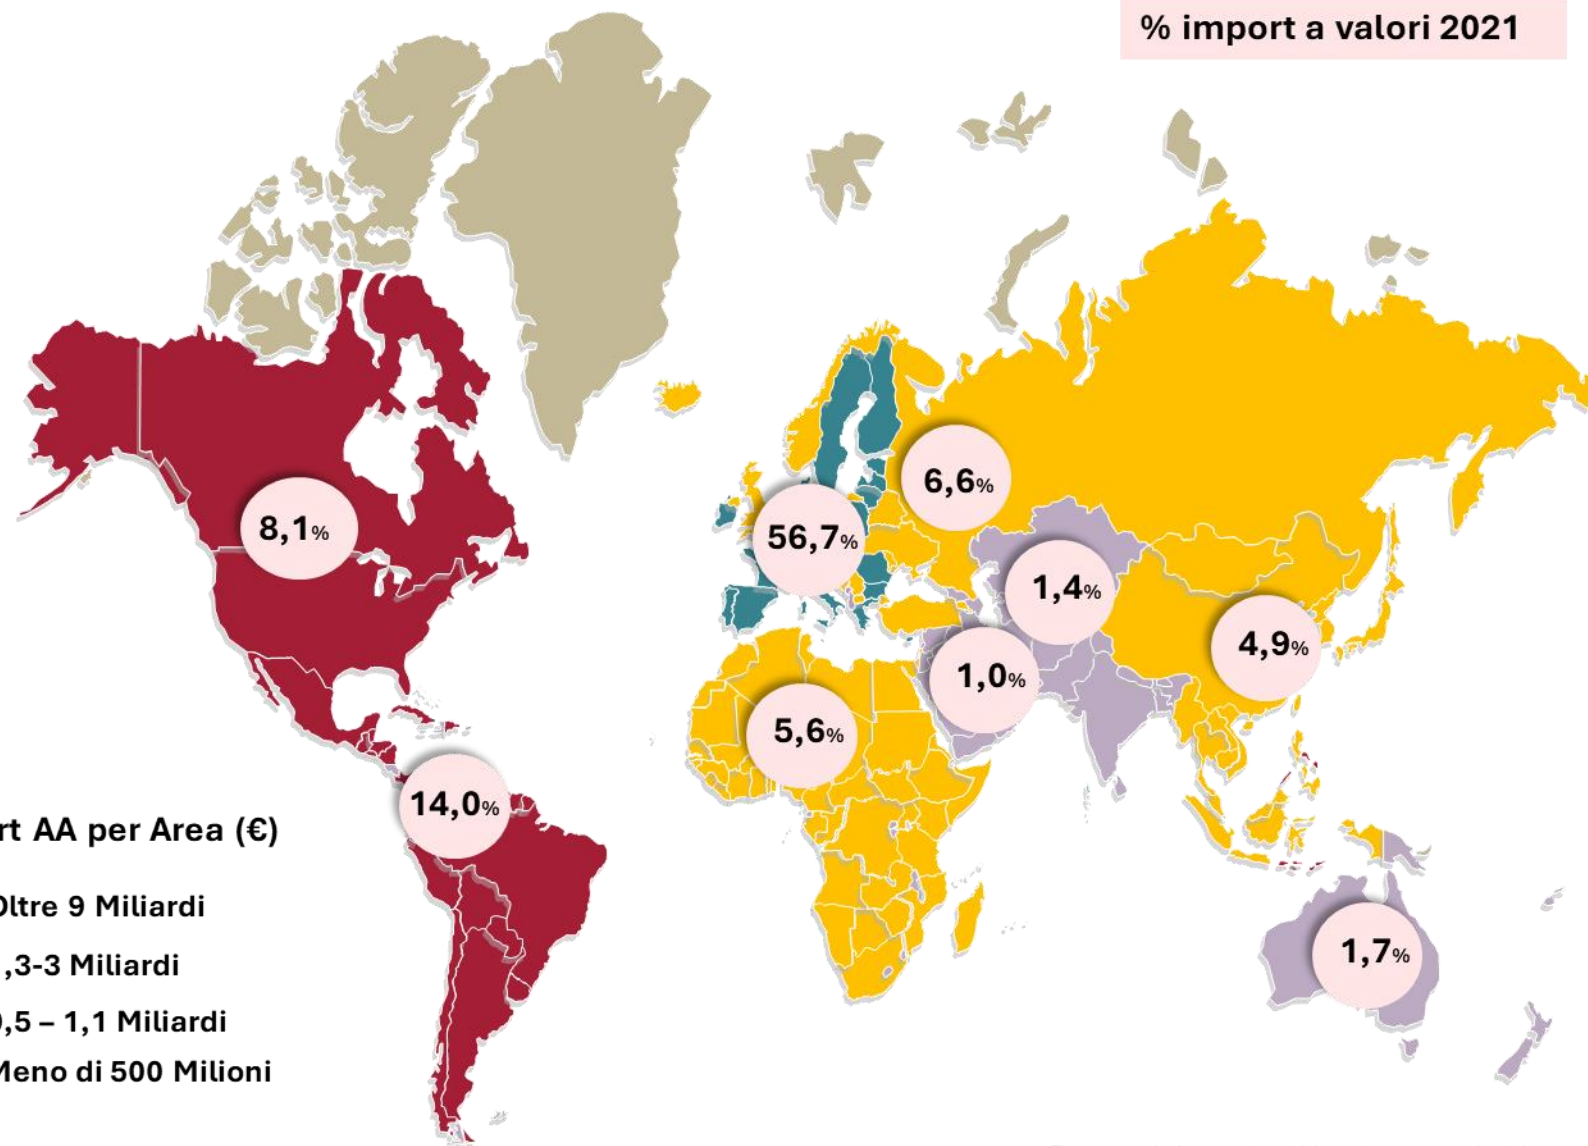 % import a valori 2021
6,6%
8,1%
56,7%
1,4%
4,9%
1,0%
5,6%
14,0%
rt AA per Area (€)
Oltre 9 Miliardi
,3-3 Miliardi
0,5 – 1,1 Miliardi
1,7%
Meno di 500 Milioni